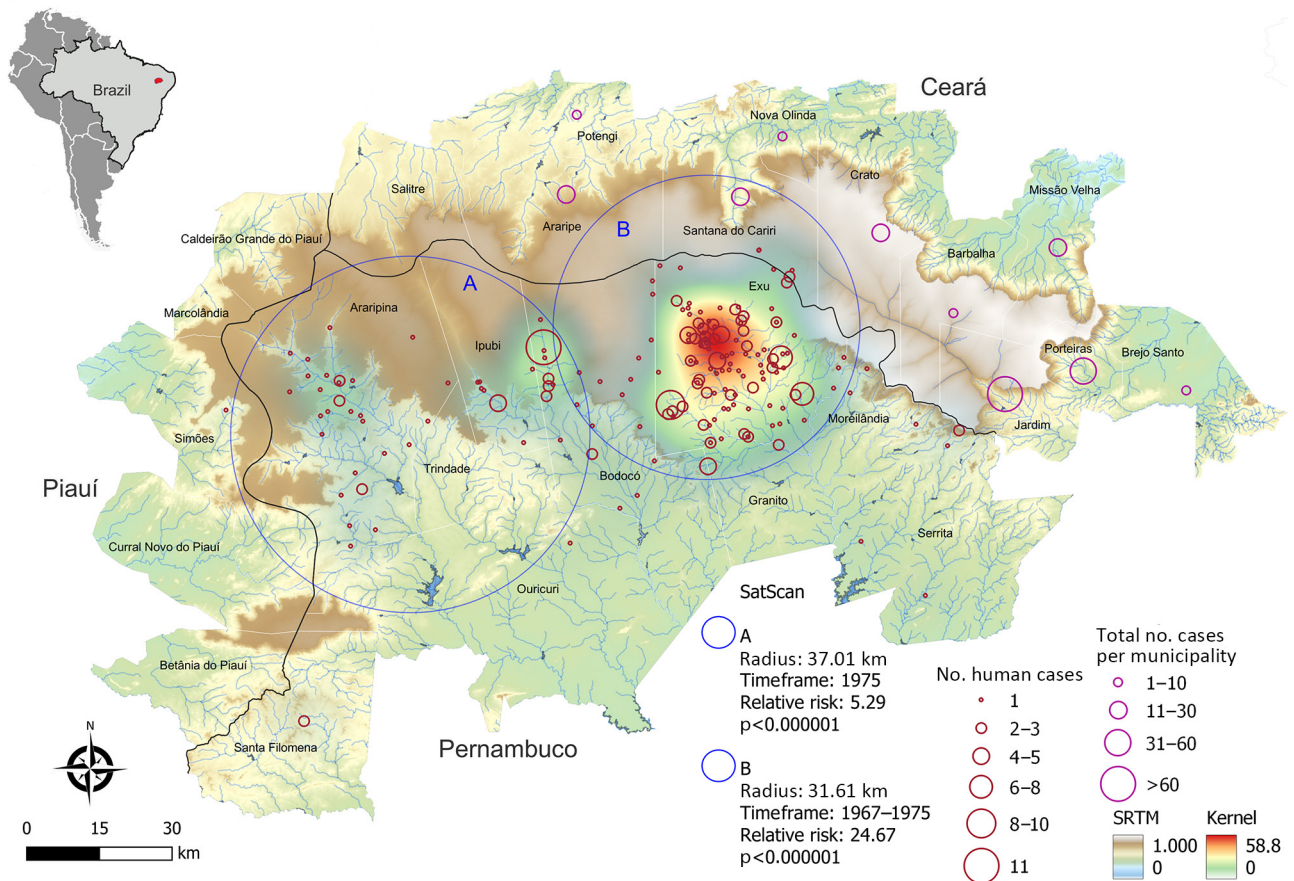 Brazil
Ceará
Nova Olinda
Potengi
Crato
Salitre
Missão Velha
Araripe
B
Santana do Cariri
Caldeirão Grande do Piauí
Barbalha
A
Exu
Araripina
Marcolândia
Ipubi
Porteiras
Brejo Santo
Simões
Moreilândia
Jardim
Trindade
Bodocó
Piauí
Granito
Serrita
Curral Novo do Piauí
Ouricuri
Betânia do Piauí
Santa Filomena
Pernambuco
N
0 15 30
km
SatScan
A
Radius: 37.01 km
Timeframe: 1975
Relative risk: 5.29
p<0.000001
B
Radius: 31.61 km
Timeframe: 1967–1975
Relative risk: 24.67
p<0.000001
No. human cases
1
2–3
4–5
6–8
8–10
11
Total no. cases
per municipality
1–10
11–30
31–60
>60
SRTM Kernel
1.000 58.8
0 0